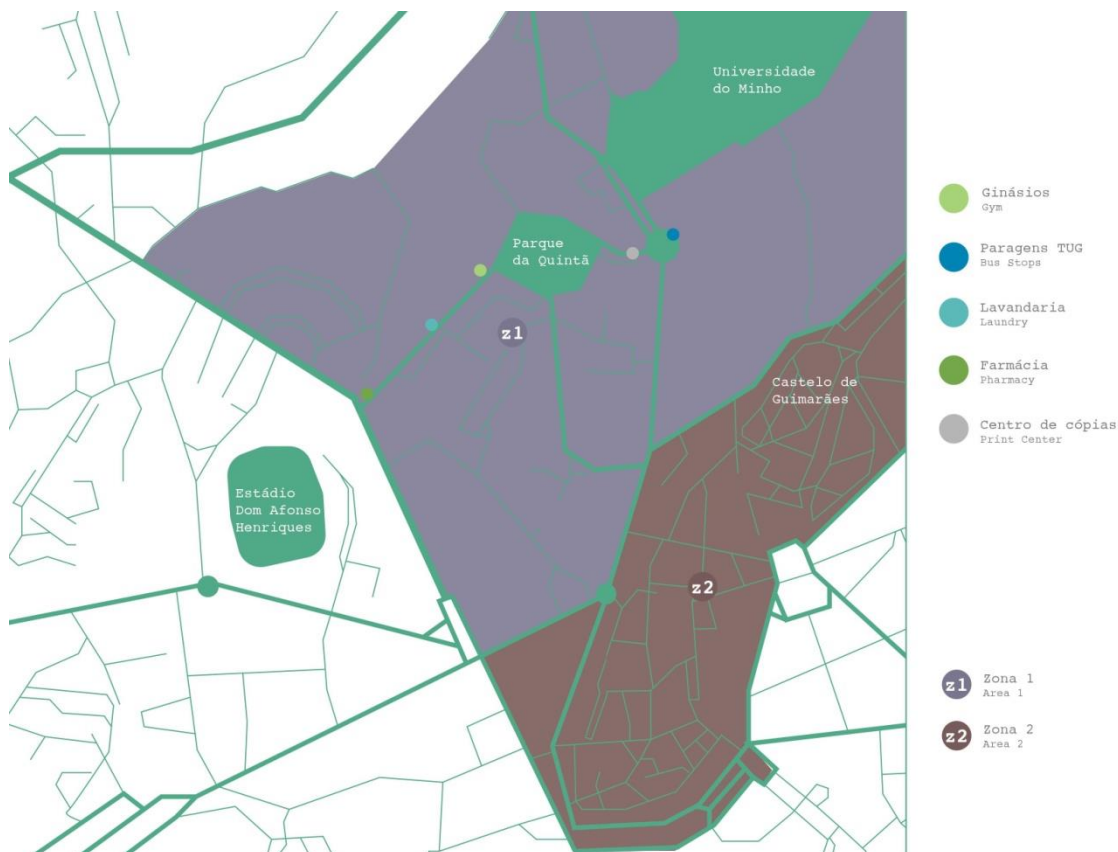 Universidade
do Minho
Parque
da Quintã
z1
Castelo de
Guimarães
Estádio
Dom Afonso
Henriques
z2
Ginásios
Gym
Paragens TUG
Bus Stops
Lavandaria
Laundry
Farmácia
Pharmacy
Centro de cópias
Print Center
z1
Zona 1
Area 1
z2
Zona 2
Area 2